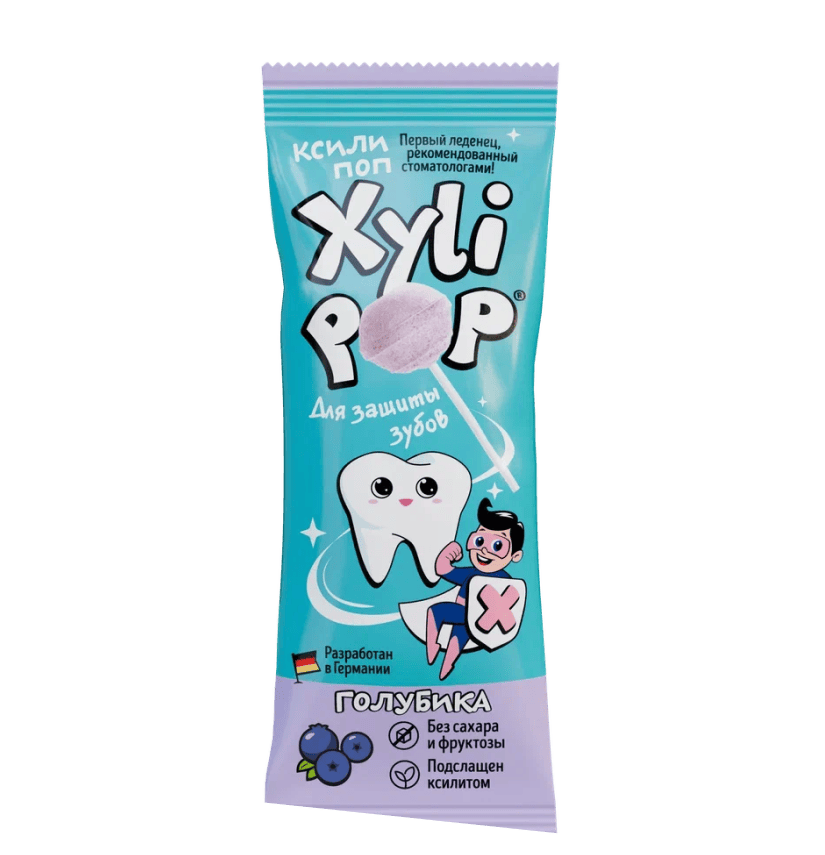 КСИЛИ
ПОП
Первый леденец,
рекомендованный
стоматологами!
Xyli
POP®
Для защиты
зубов
X
Разработан
в Германии
ГОЛУБИКА
Без сахара
и фруктозы
Подслащен
ксилитом